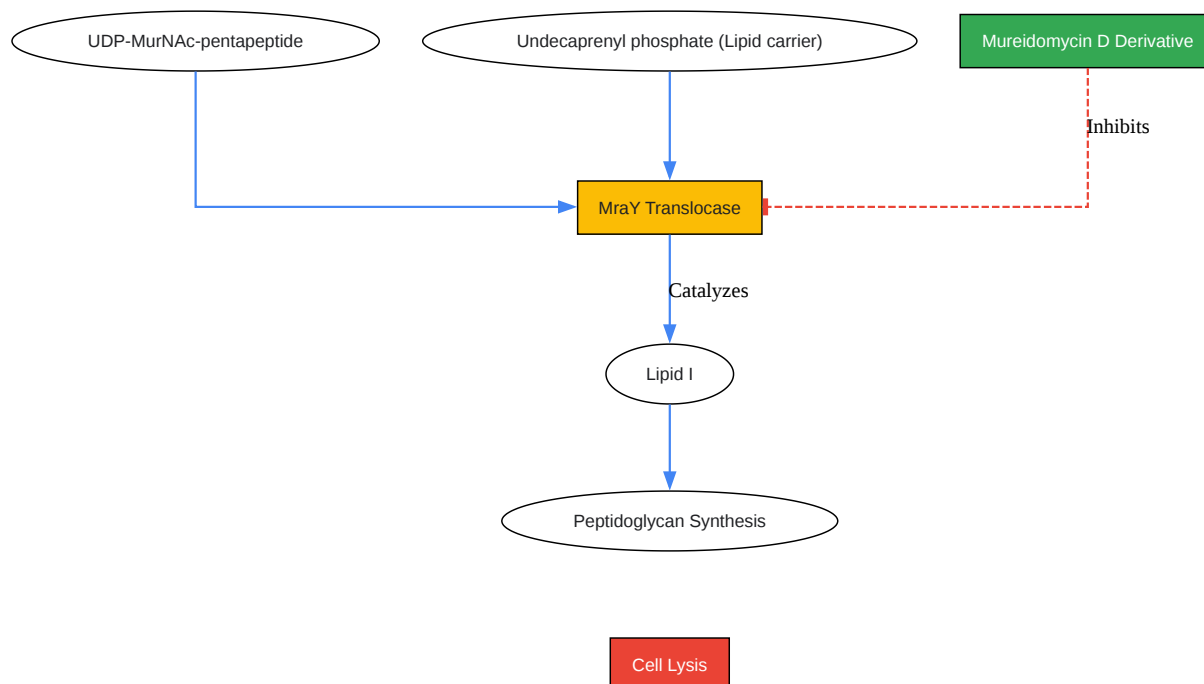 UDP-MurNAc-pentapeptide
Undecaprenyl phosphate (Lipid carrier)
Mureidomycin D Derivative
Inhibits
MraY Translocase
Catalyzes
Lipid I
Peptidoglycan Synthesis
Cell Lysis